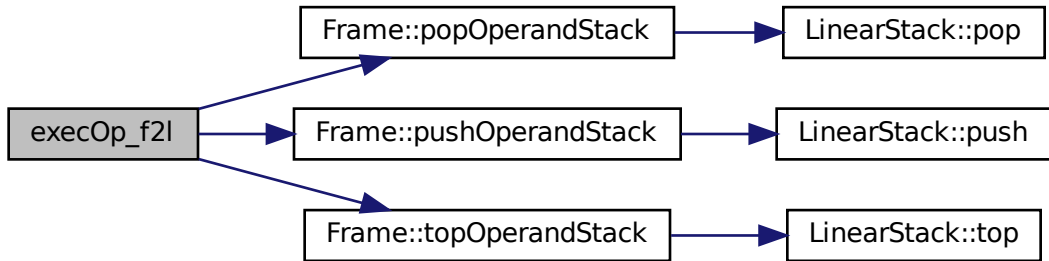 Frame::popOperandStack
LinearStack::pop
execOp_f2l
Frame::pushOperandStack
LinearStack::push
Frame::topOperandStack
LinearStack::top